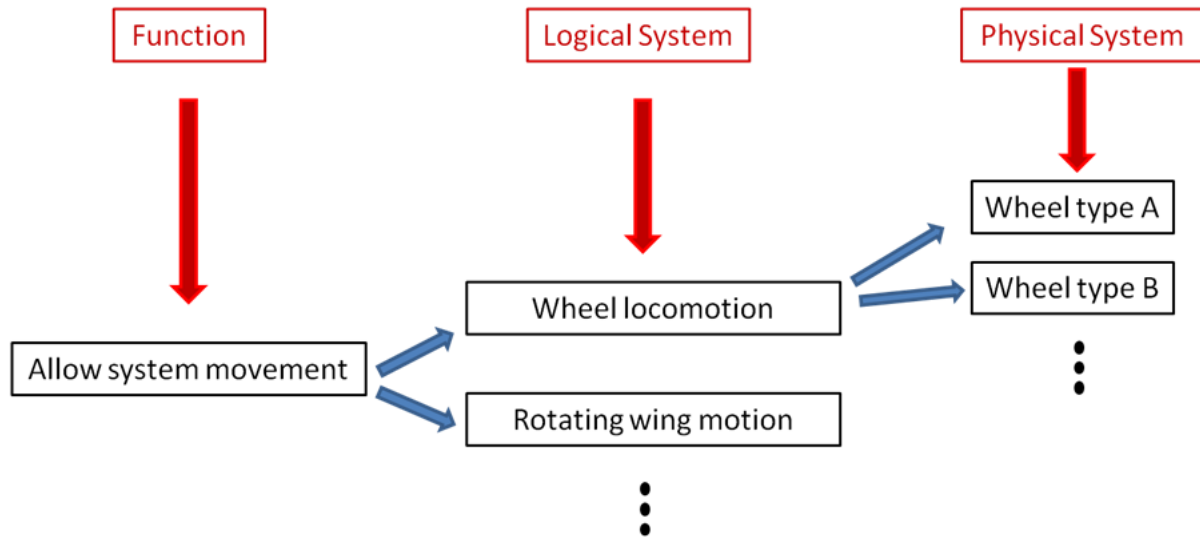 Function
Logical System
Physical System
Wheel type A
Wheel type B
Wheel locomotion
Allow system movement
Rotating wing motion